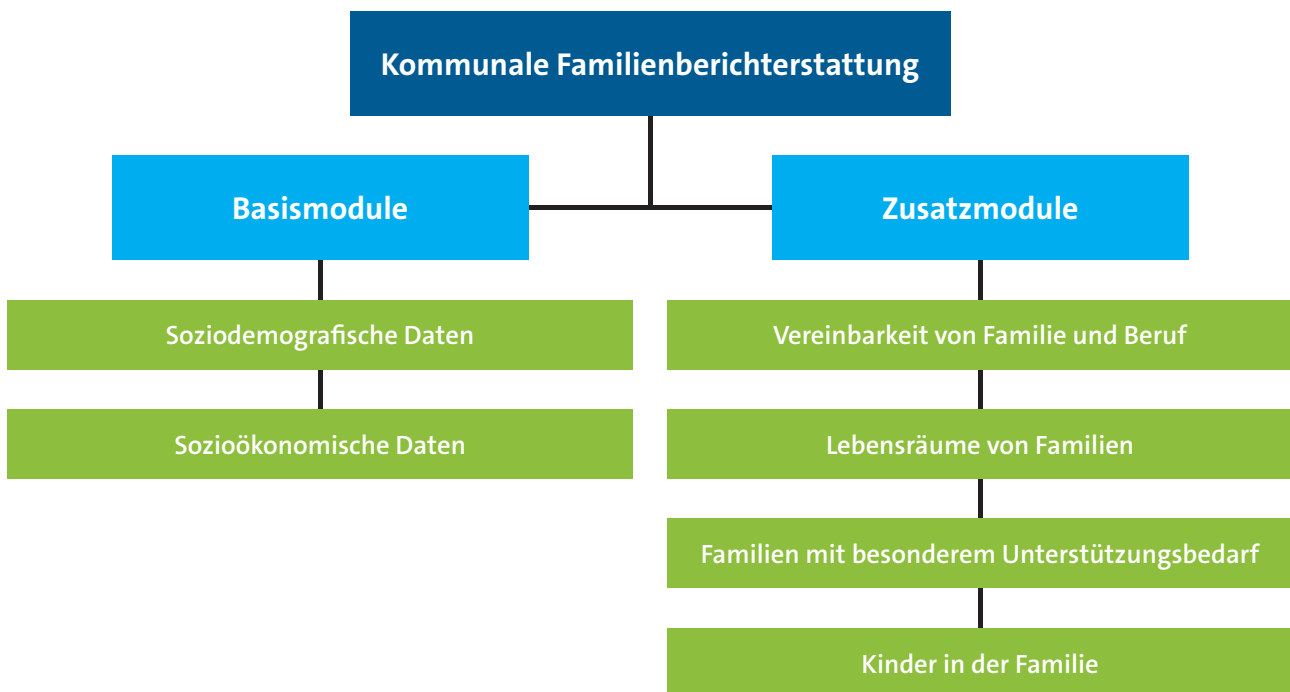 Kommunale Familienberichterstattung
Basismodule
Zusatzmodule
Soziodemografische Daten
Sozioökonomische Daten
Vereinbarkeit von Familie und Beruf
Lebensräume von Familien
Familien mit besonderem Unterstützungsbedarf
Kinder in der Familie